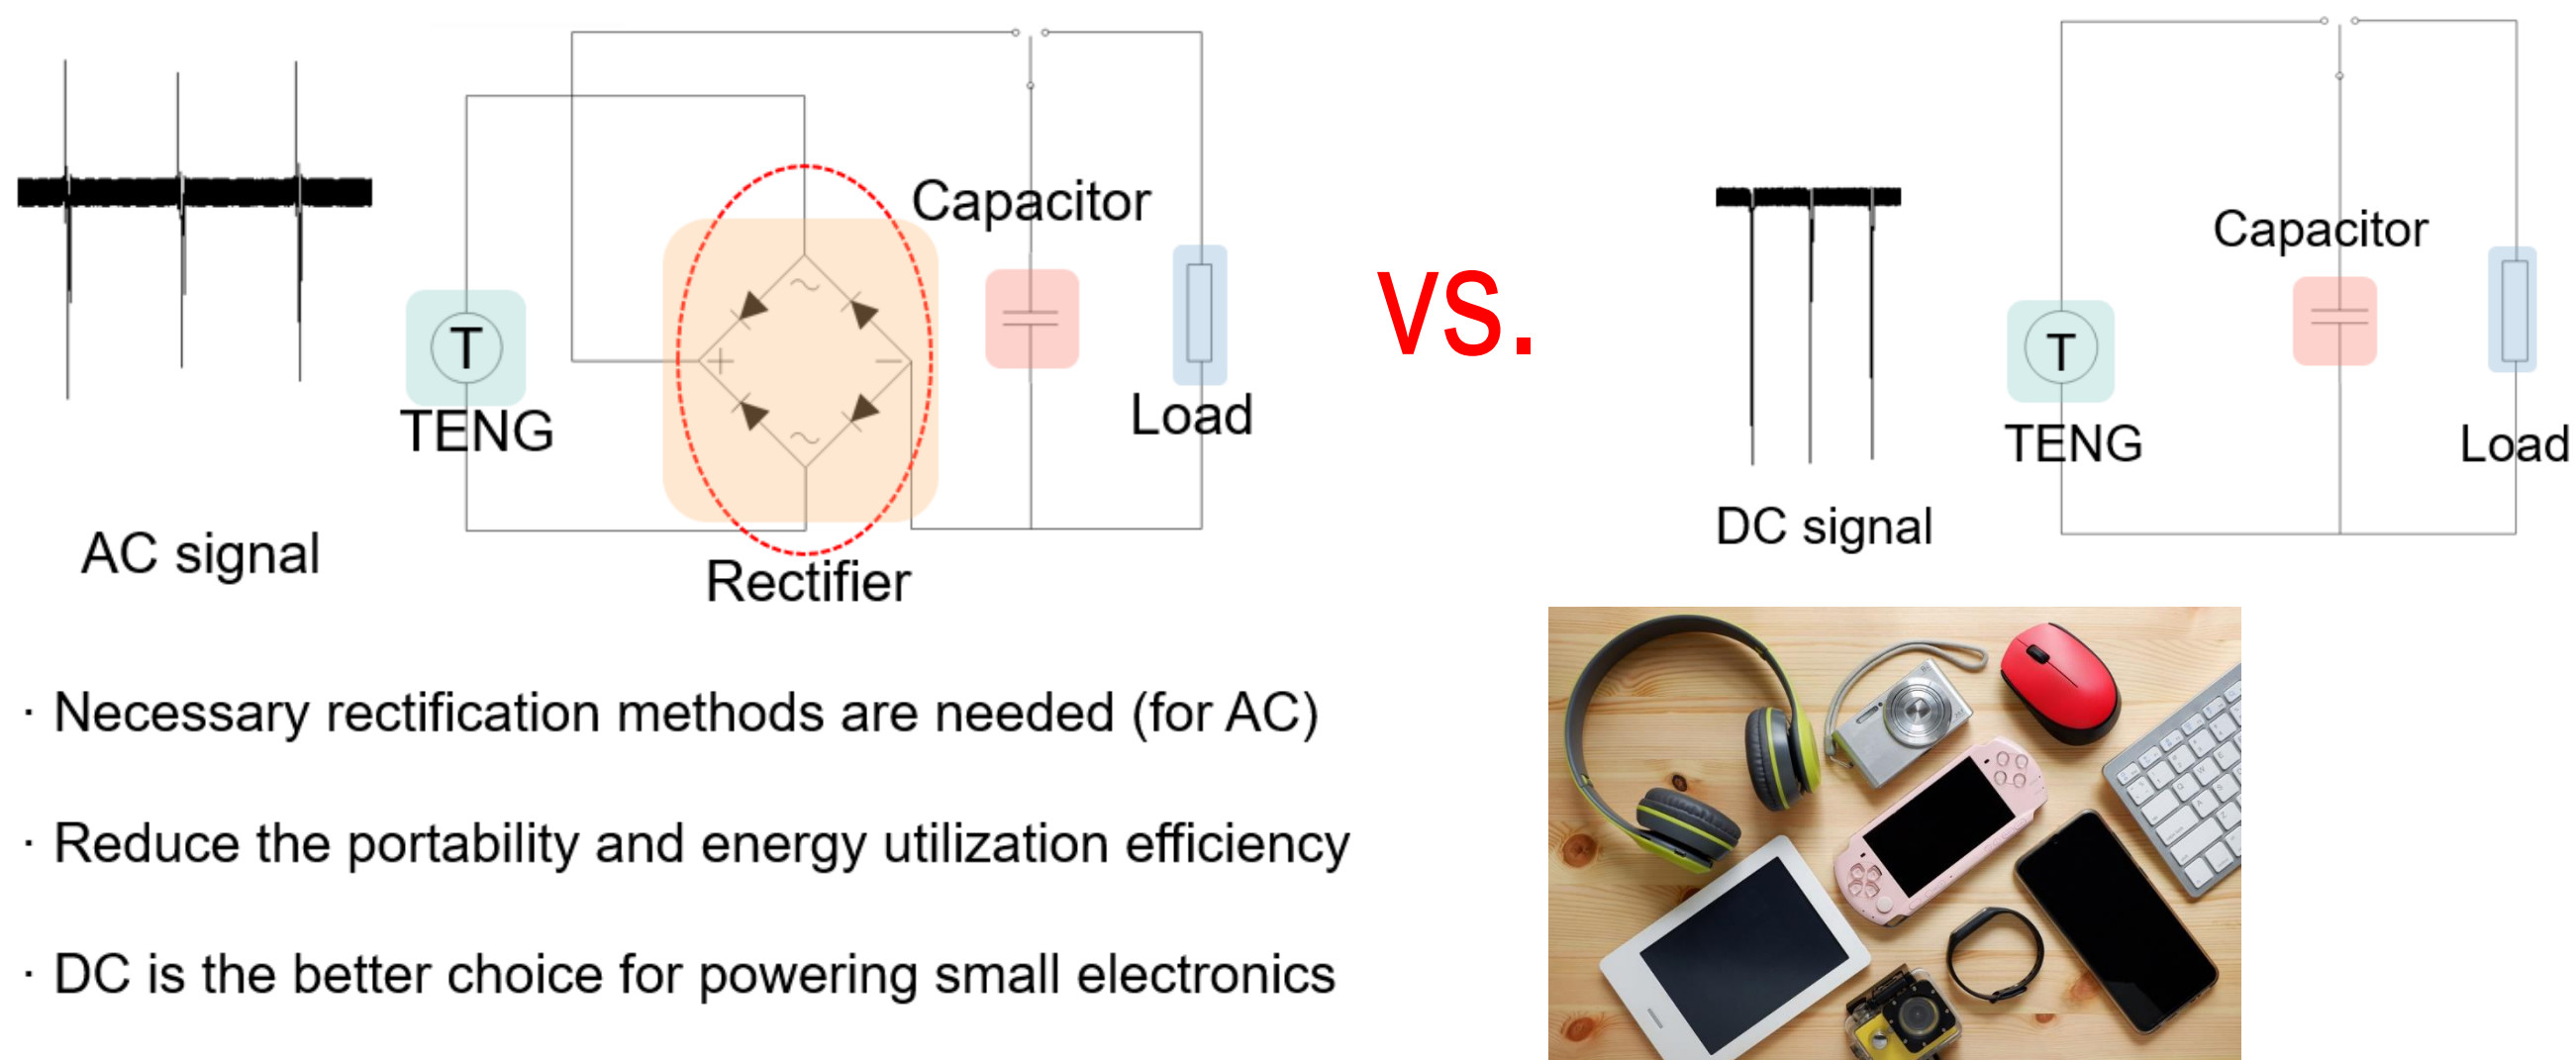 Capacitor
T
TENG
Load
AC signal
Rectifier
vs.
Capacitor
T
TENG
Load
DC signal
· Necessary rectification methods are needed (for AC)
· Reduce the portability and energy utilization efficiency
· DC is the better choice for powering small electronics